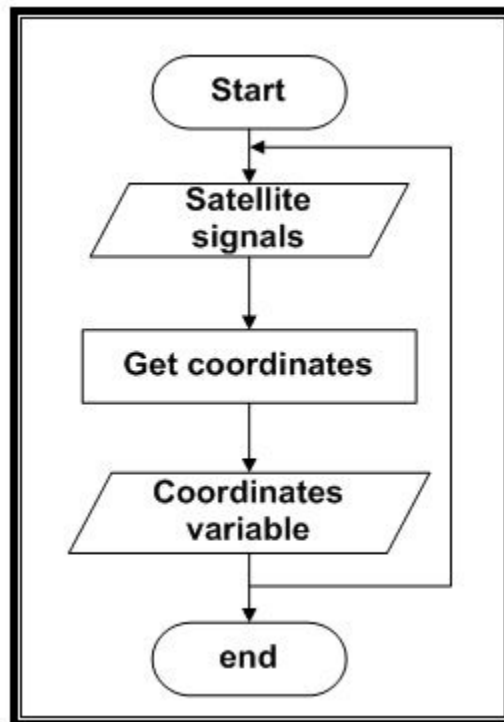 Start
Satellite
signals
Get coordinates
Coordinates
variable
end